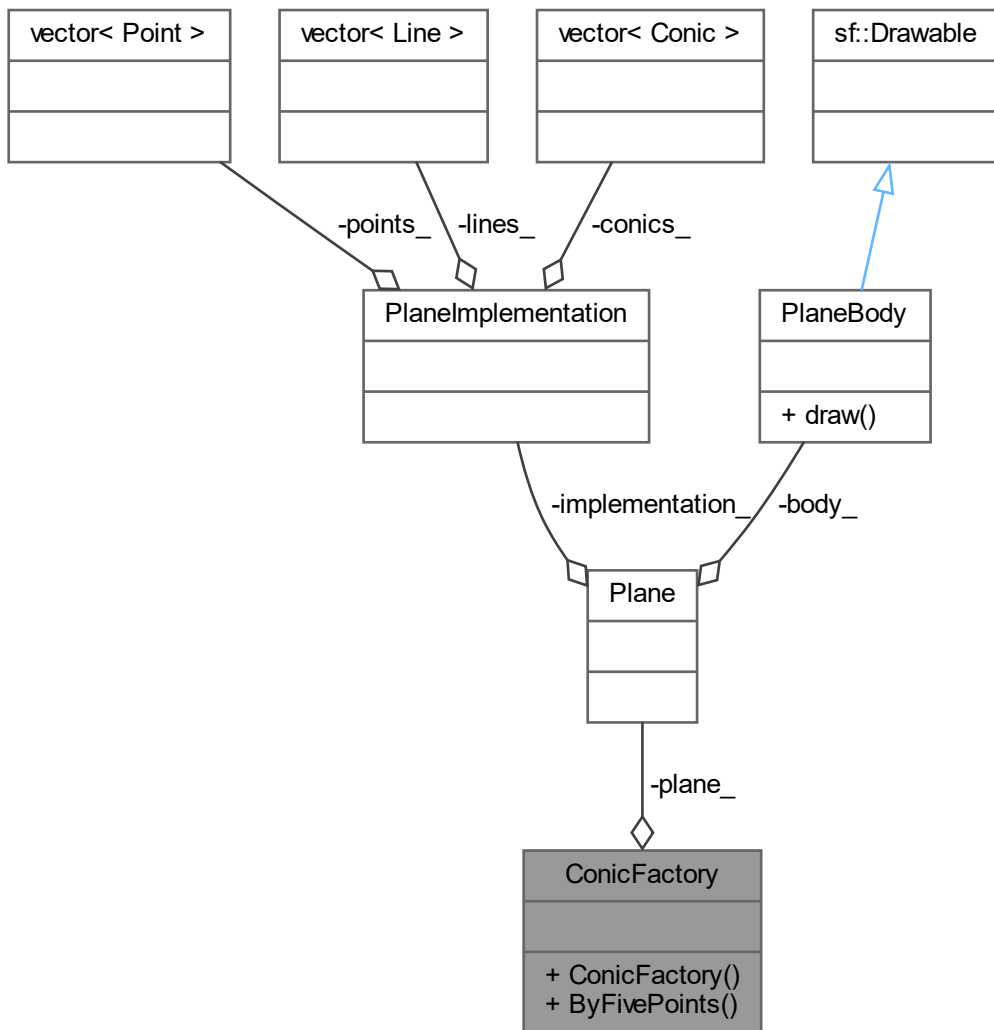 vector< Point >
vector< Line >
vector< Conic >
sf::Drawable
-points_
-lines_
-conics_
PlaneImplementation
PlaneBody
+ draw()
-implementation_
-body_
Plane
-plane_
ConicFactory
+ ConicFactory()
+ ByFivePoints()